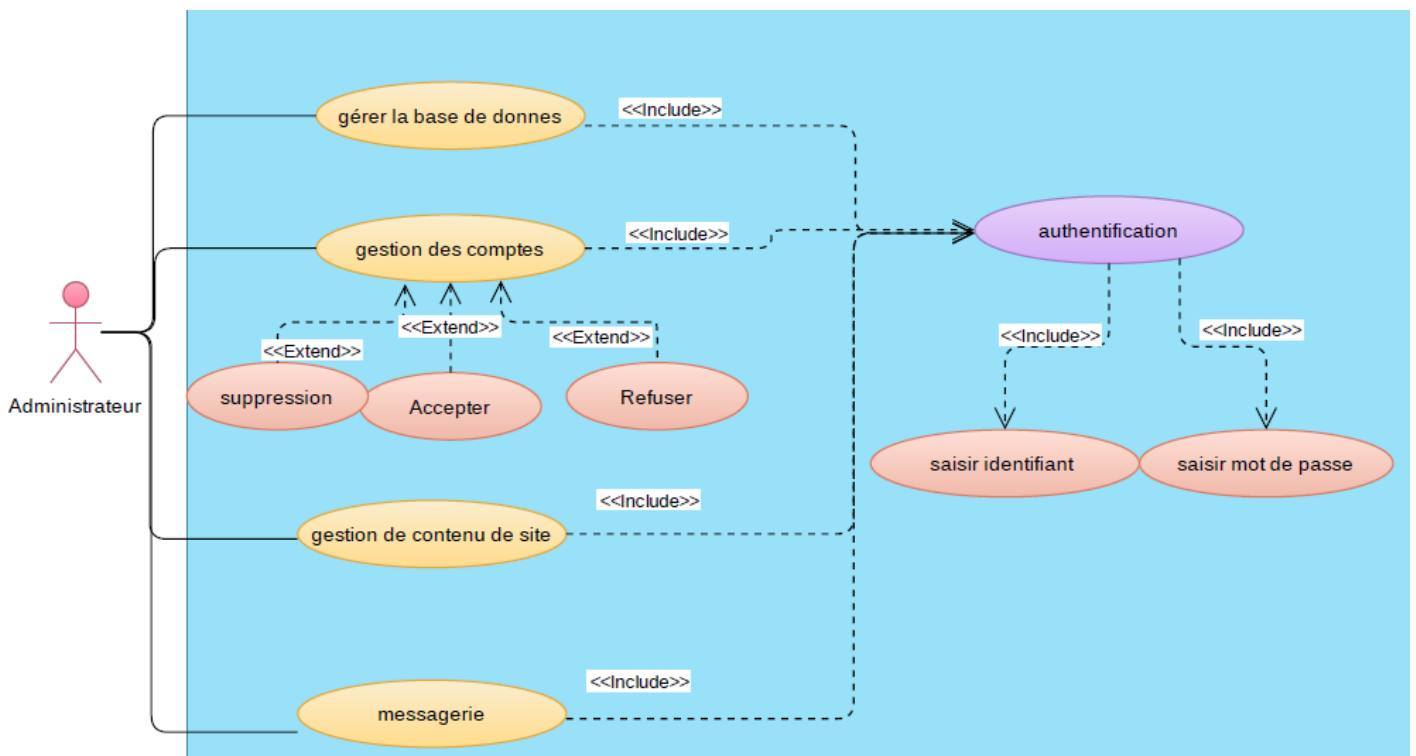 <<Include>>
gérer la base de donnes
<<Include>>
authentification
gestion des comptes
<<Extend>>
<<Include>>
<<Include>>
<<Extend>>
<<Extend>>
suppression
Accepter
Refuser
Administrateur
saisir identifiant
saisir mot de passe
<<Include>>
gestion de contenu de site
<<Include>>
messagerie